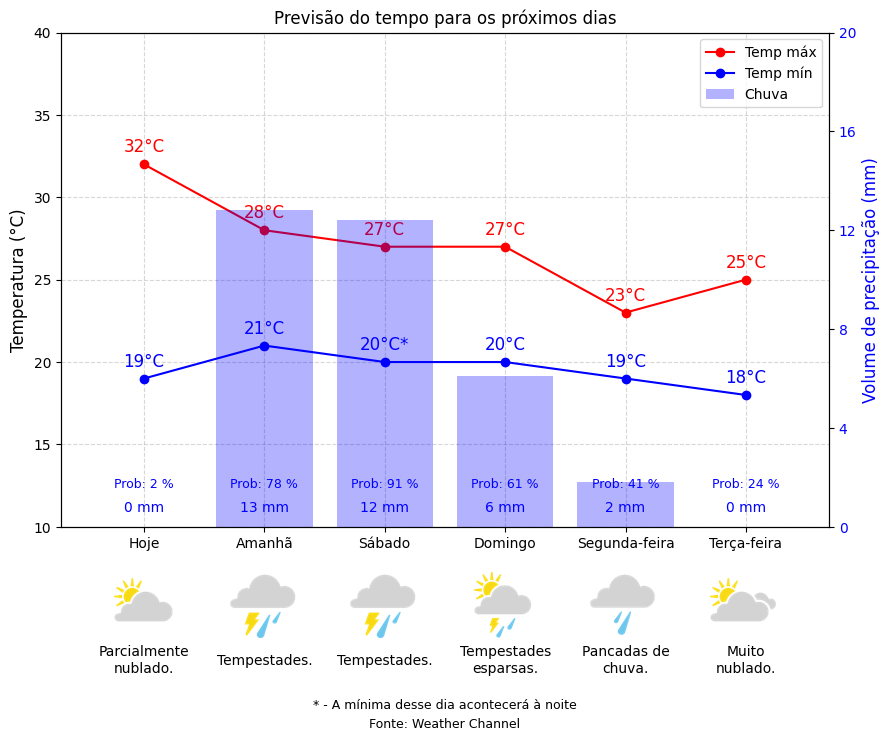 Previsão do tempo para os próximos dias
40
35
30
25
20
15
10
Temperatura (°C)
20
16
12
8
4
0
Volume de precipitação (mm)
Temp máx
Temp mín
Chuva
32°C
28°C
27°C
27°C
23°C
25°C
19°C
21°C
20°C*
20°C
19°C
18°C
Prob: 2 %
Prob: 78 %
Prob: 91 %
Prob: 61 %
Prob: 41 %
Prob: 24 %
0 mm
13 mm
12 mm
6 mm
2 mm
0 mm
Hoje
Amanhã
Sábado
Domingo
Segunda-feira
Terça-feira
Parcialmente
nublado.
Tempestades.
Tempestades.
Tempestades
esparsas.
Pancadas de
chuva.
Muito
nublado.
* - A mínima desse dia acontecerá à noite
Fonte: Weather Channel